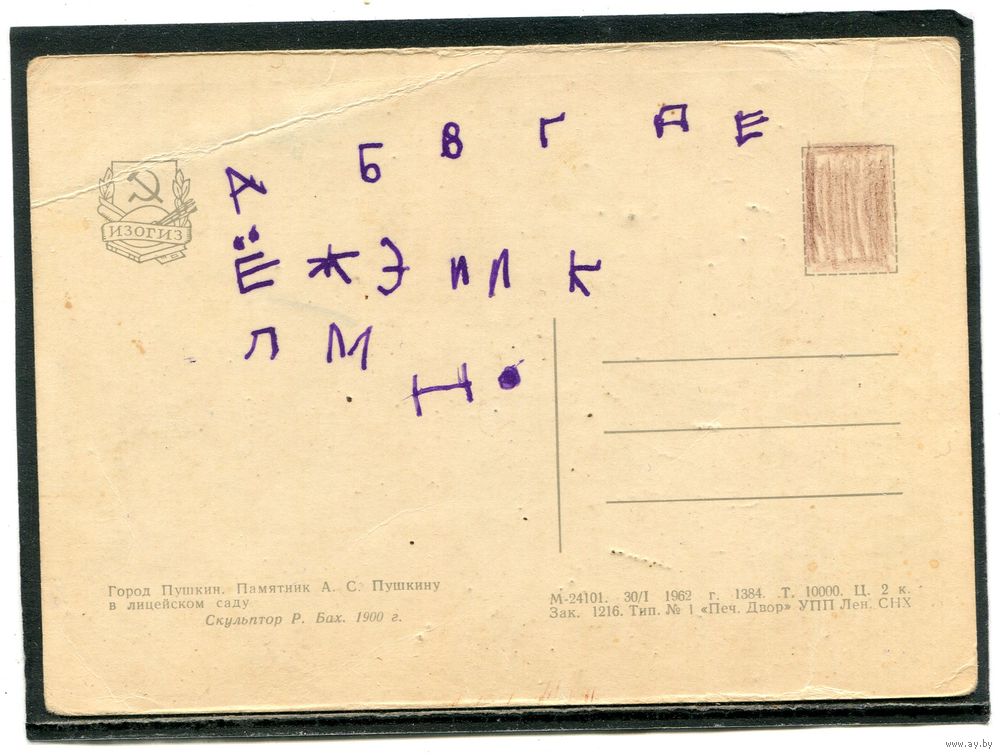 А Б В Г Д Е
Ё Ж Э И Л К
Л М Н
ИЗОГИЗ
Город Пушкин. Памятник А. С. Пушкину
в лицейском саду
Скульптор Р. Бах. 1900 г.
М-24101. 30/I 1962 г. 1384. Т. 10000. Ц. 2 к.
Зак. 1216. Тип. № 1 «Печ. Двор» УПП Лен. СНХ
www.ay.by